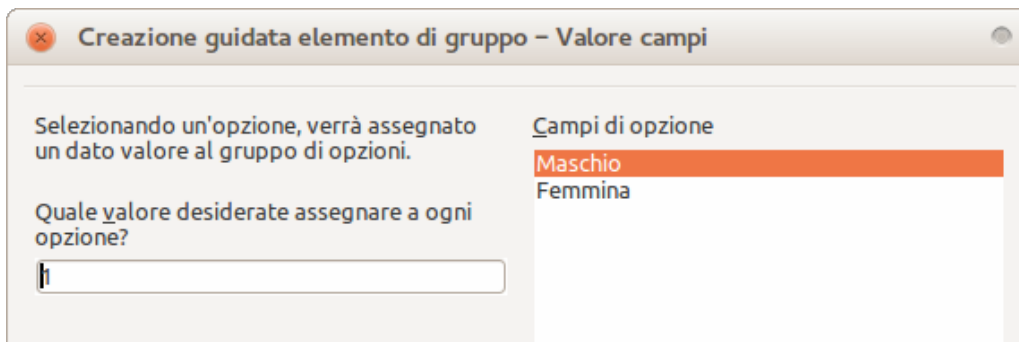 Creazione guidata elemento di gruppo – Valore campi
Selezionando un'opzione, verrà assegnato
un dato valore al gruppo di opzioni.
Quale valore desiderate assegnare a ogni
opzione?
1
Campi di opzione
Maschio
Femmina